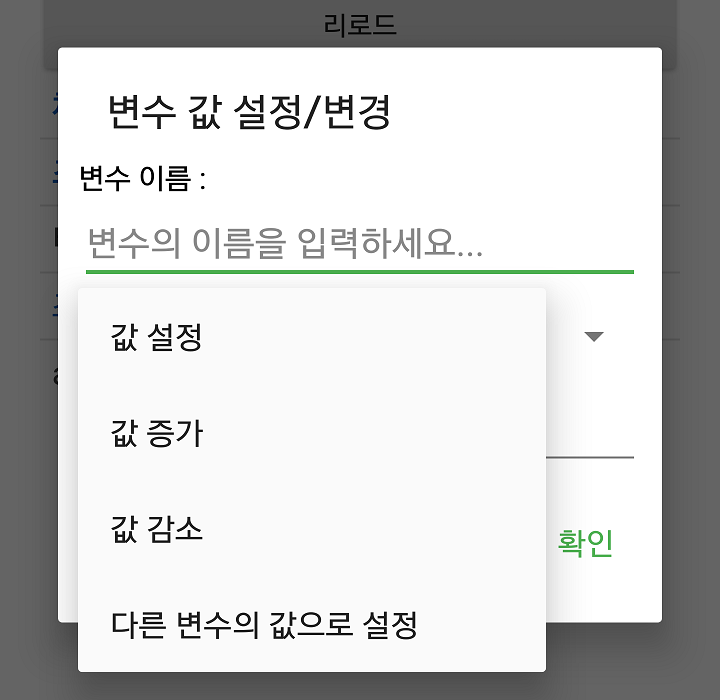 리로드
변수 값 설정/변경
변수 이름 :
변수의 이름을 입력하세요...
값 설정
값 증가
값 감소
확인
다른 변수의 값으로 설정